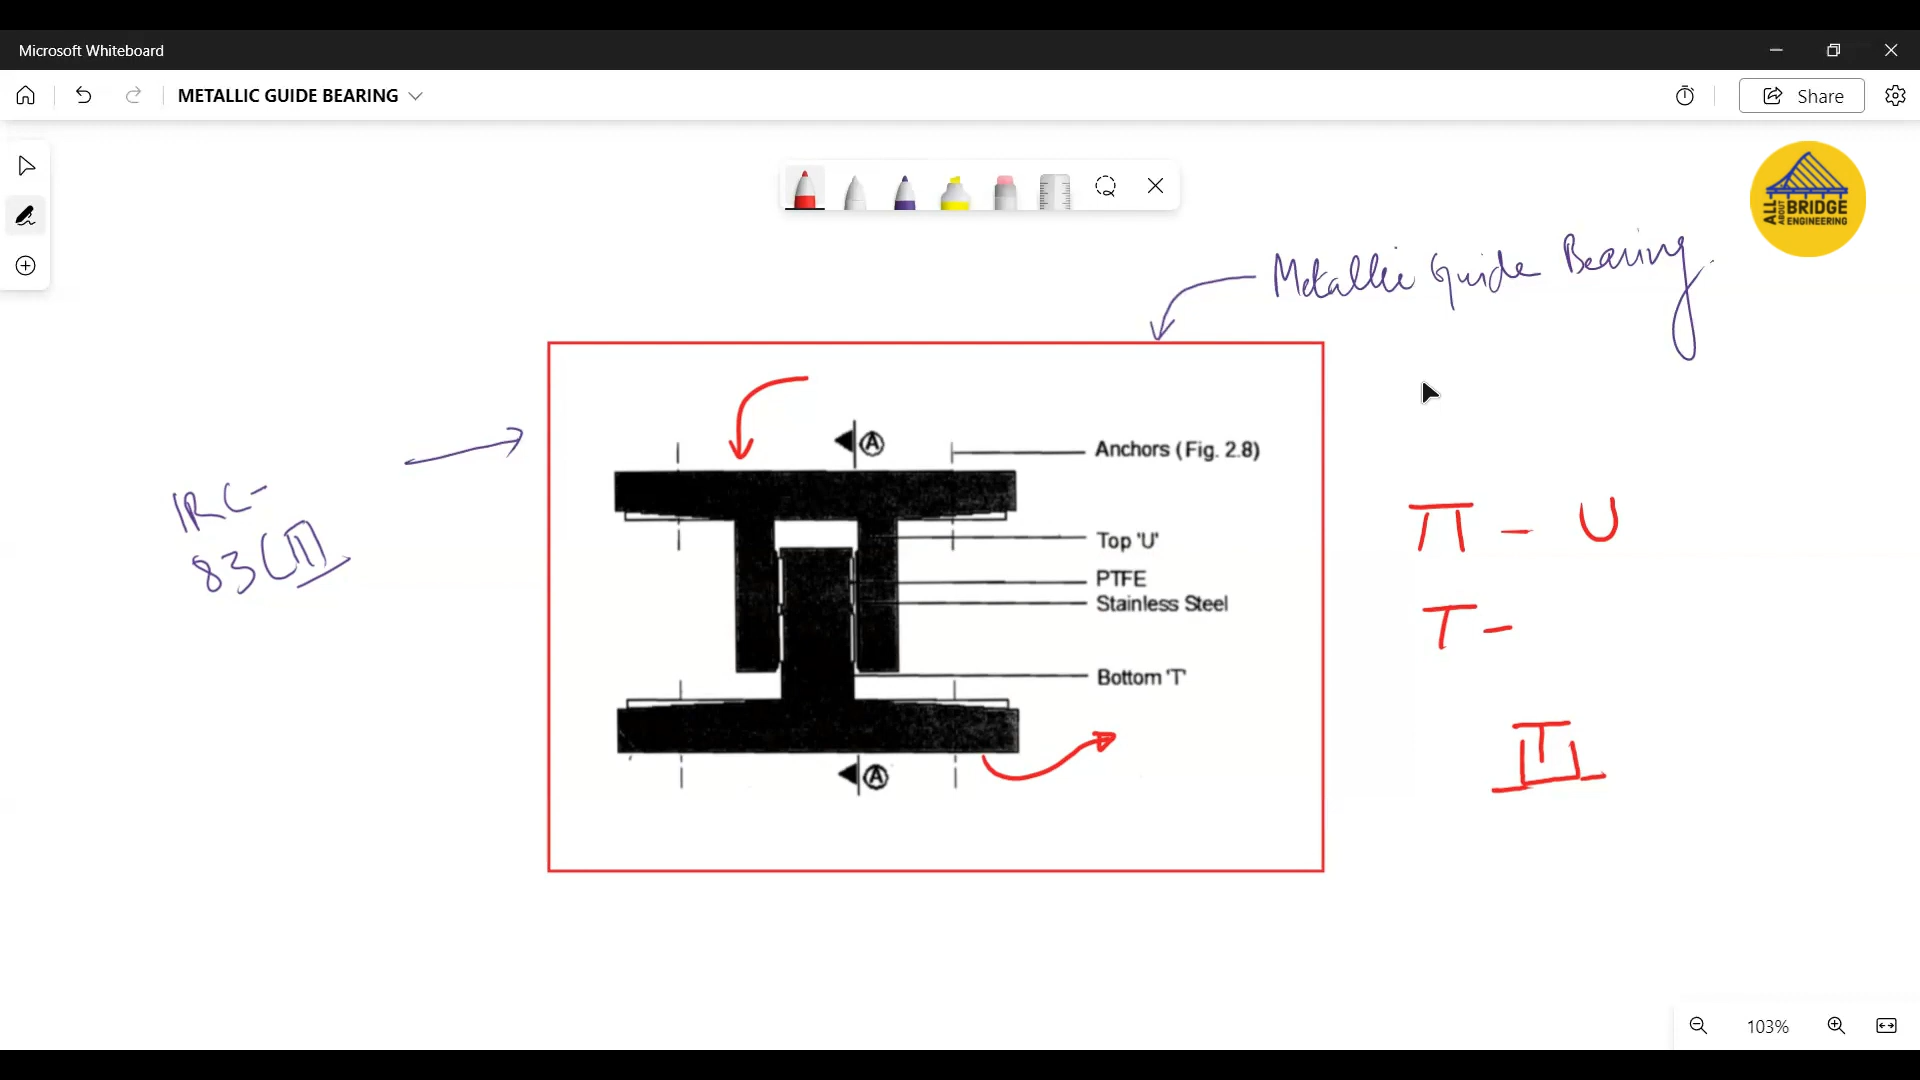 Microsoft Whiteboard
METALLIC GUIDE BEARING
Share
ALL ABOUT BRIDGE ENGINEERING
Metallic Guide Bearing
A
Anchors (Fig. 2.8)
IRC-
83(II)
Top 'U'
PTFE
Stainless Steel
Bottom 'T'
A
П - U
T -
103%